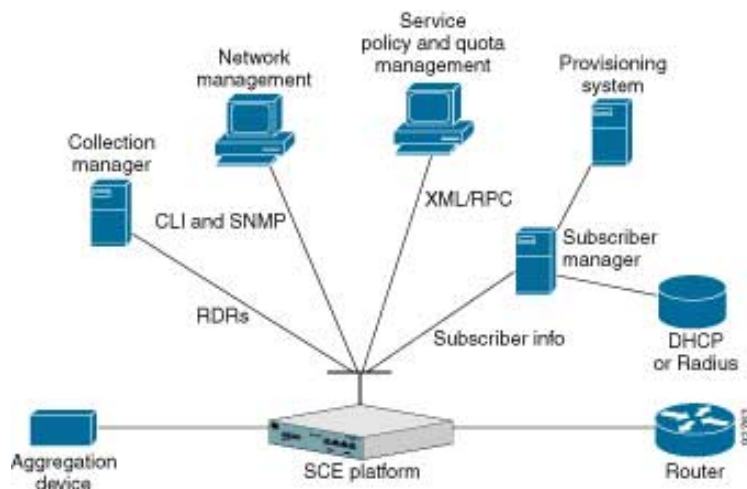 Service
policy and quota
management
Network
management
Provisioning
system
Collection
manager
CLI and SNMP
XML/RPC
Subscriber
manager
RDRs
Subscriber info
DHCP
or Radius
Aggregation
device
SCE platform
Router